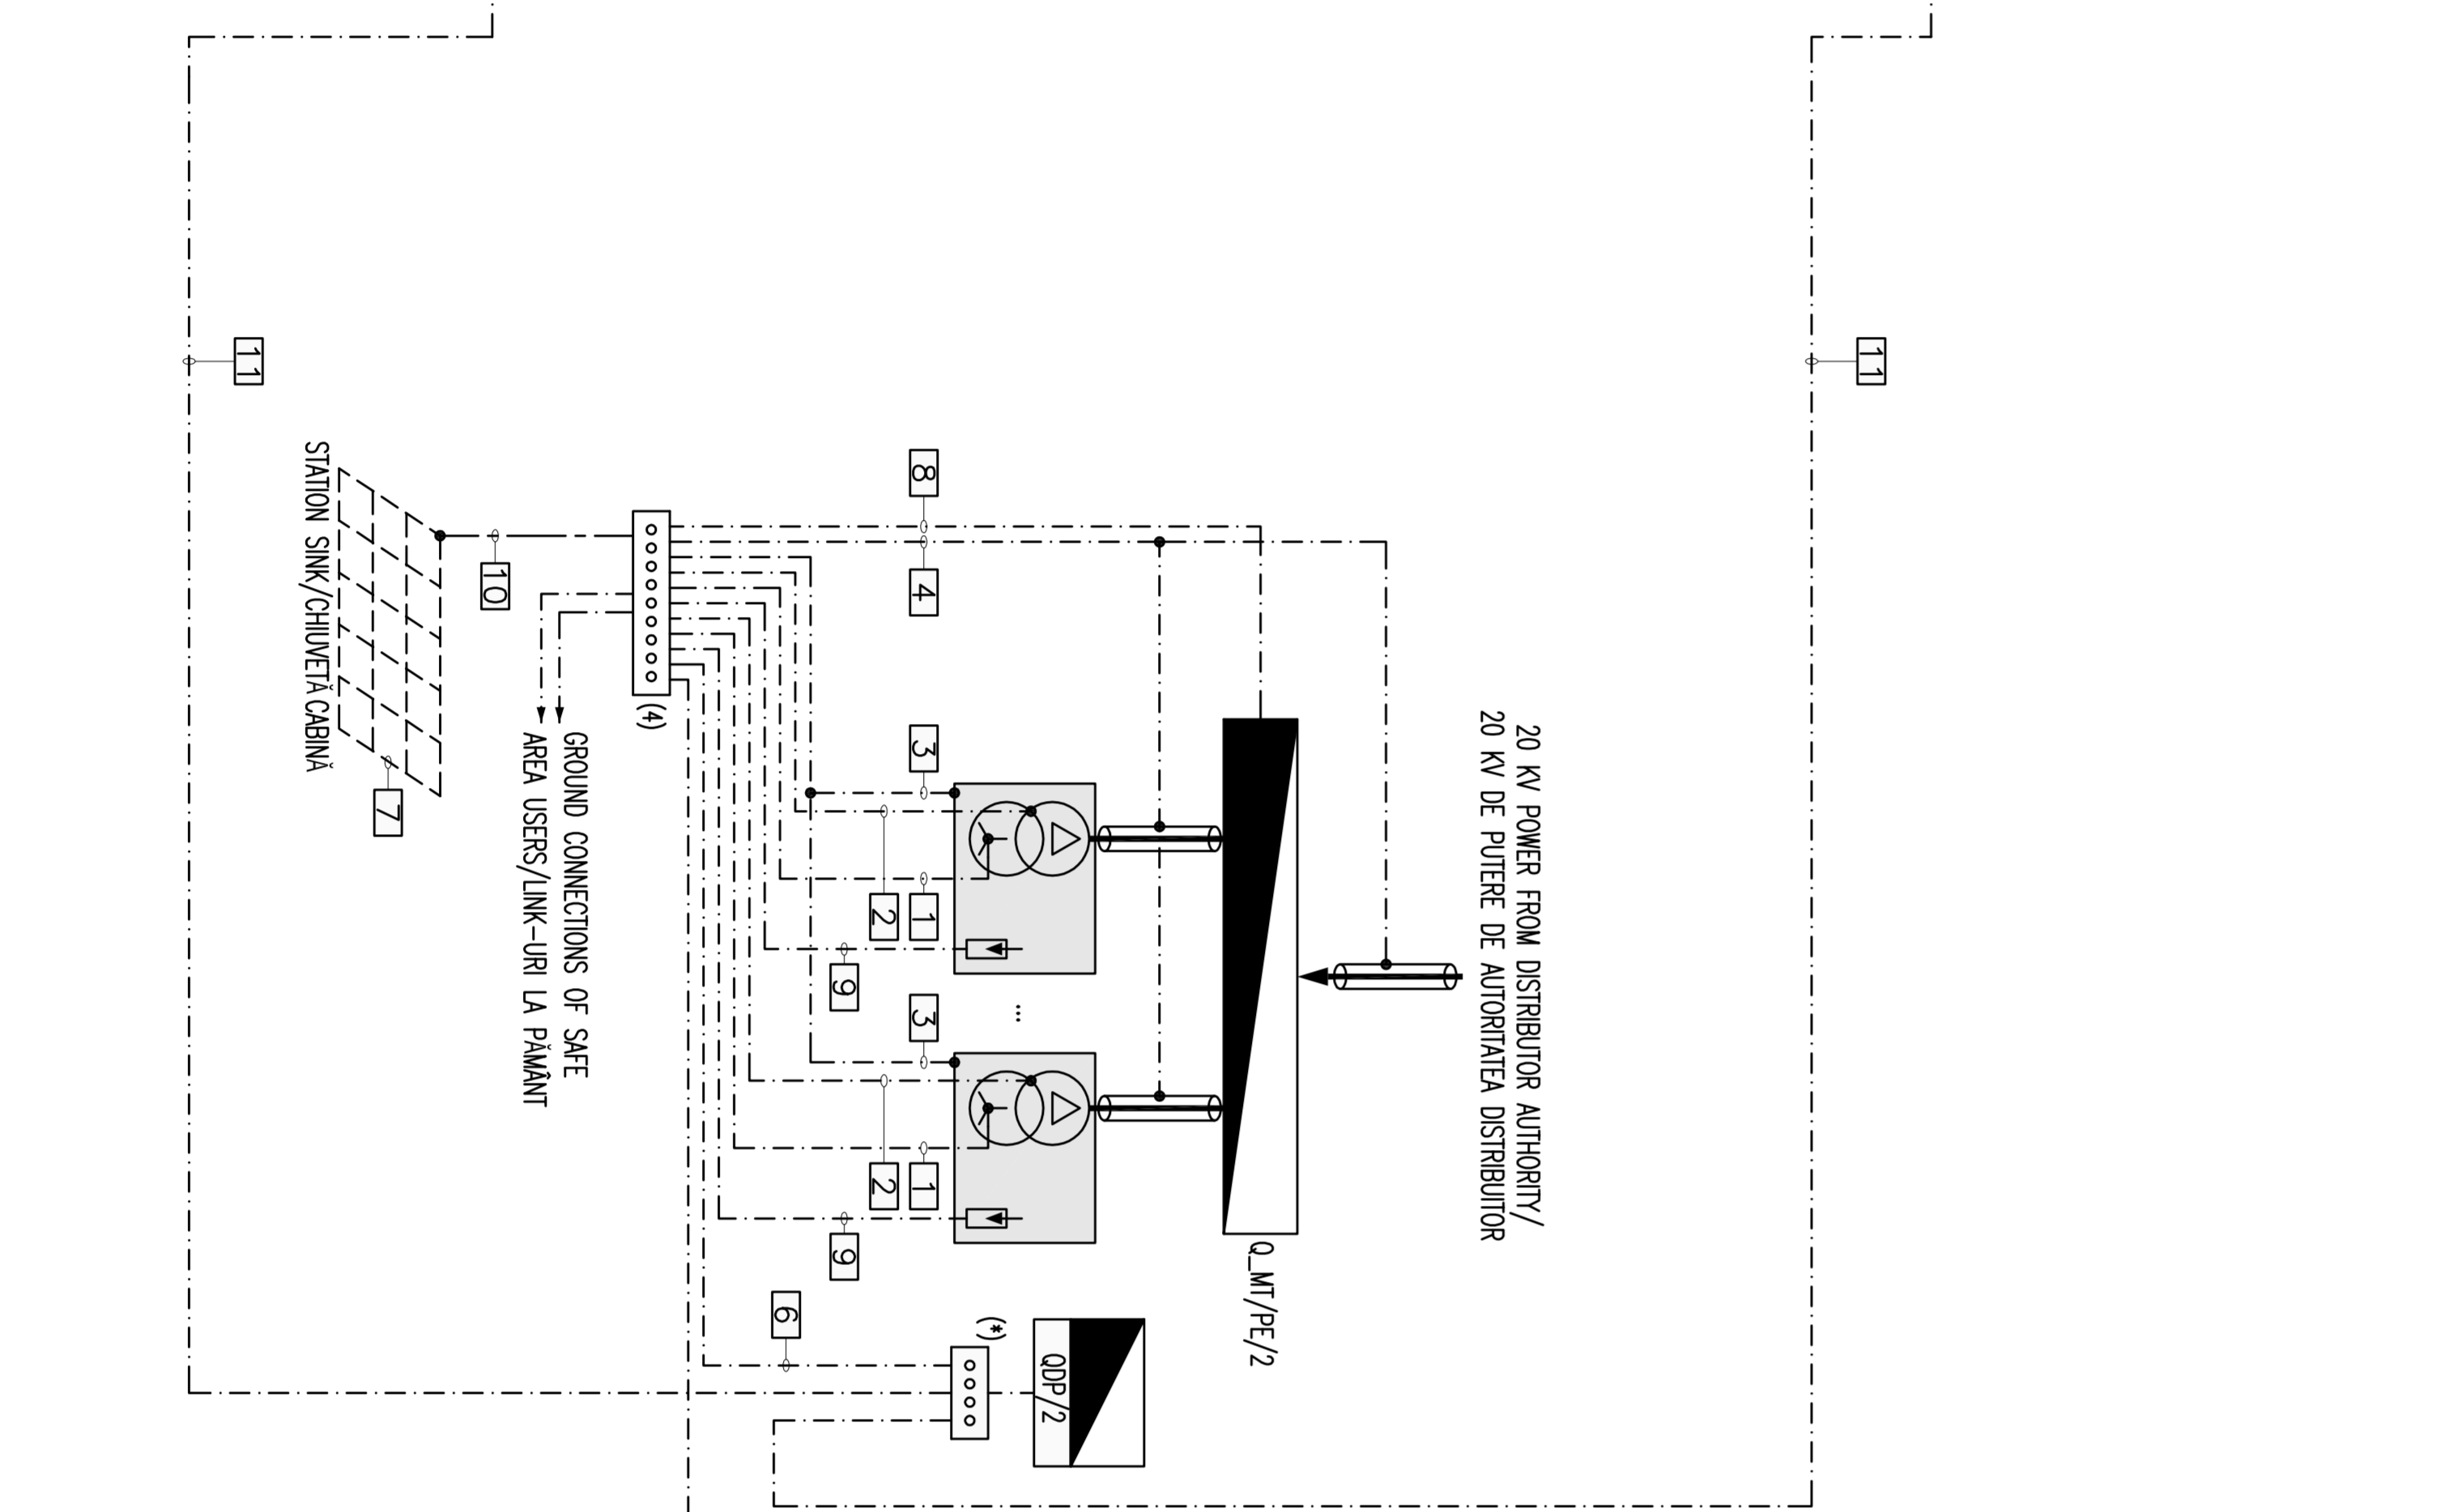 20 KV POWER FROM DISTRIBUTOR AUTHORITY/
20 KV DE PUTERE DE AUTORITATEA DISTRIBUITOR
11
11
Q_MT/PE/2
QDP/2
(*)
...
8
4
3
1
2
9
3
1
2
9
6
(4)
GROUND CONNECTIONS OF SAFE
AREA USERS/LINK-URI LA PĂMÂNT
10
7
STATION SINK/CHIUVETĂ CABINĂ